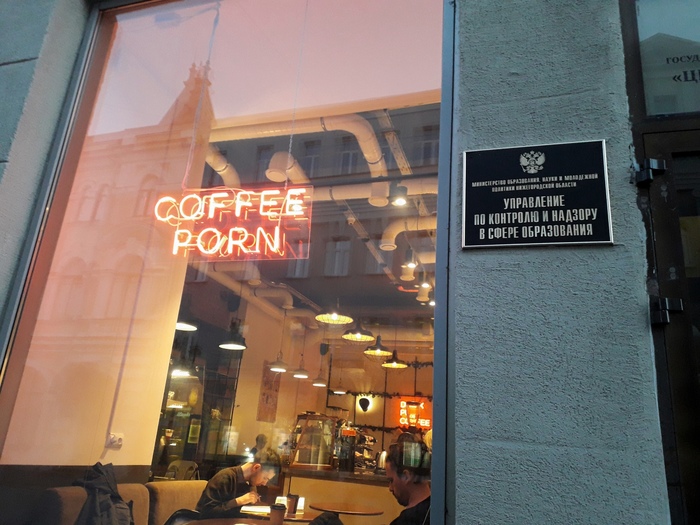 COFFEE
PORN
МИНИСТЕРСТВО ОБРАЗОВАНИЯ, НАУКИ И МОЛОДЕЖНОЙ
ПОЛИТИКИ НИЖЕГОРОДСКОЙ ОБЛАСТИ
УПРАВЛЕНИЕ
ПО КОНТРОЛЮ И НАДЗОРУ
В СФЕРЕ ОБРАЗОВАНИЯ